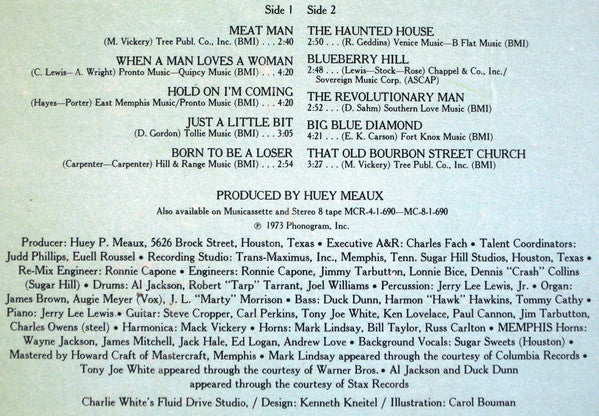 Side 1
MEAT MAN
(M. Vickery) Tree Publ. Co., Inc. (BMI) . . . 2:40
WHEN A MAN LOVES A WOMAN
(C. Lewis—A. Wright) Pronto Music—Quincy Music (BMI) . . . 4:20
HOLD ON I'M COMING
(Hayes—Porter) East Memphis Music/Pronto Music (BMI) . . . 4:20
JUST A LITTLE BIT
(D. Gordon) Tollie Music (BMI) . . . 3:05
BORN TO BE A LOSER
(Carpenter—Carpenter) Hill & Range Music (BMI) . . . 2:54
Side 2
THE HAUNTED HOUSE
2:50 . . . (R. Geddins) Venice Music—B Flat Music (BMI)
BLUEBERRY HILL
2:48 . . . (Lewis—Stock—Rose) Chappel & Co., Inc./
Sovereign Music Corp. (ASCAP)
THE REVOLUTIONARY MAN
2:52 . . . (D. Sahm) Southern Love Music (BMI)
BIG BLUE DIAMOND
4:21 . . . (E. K. Carson) Fort Knox Music (BMI)
THAT OLD BOURBON STREET CHURCH
3:27 . . . (M. Vickery) Tree Publ. Co., Inc. (BMI)
PRODUCED BY HUEY MEAUX
Also available on Musicassette and Stereo 8 tape MCR-4-1-690—MC-8-1-690
℗ 1973 Phonogram, Inc.
Producer: Huey P. Meaux, 5626 Brock Street, Houston, Texas • Executive A&R: Charles Fach • Talent Coordinators:
Judd Phillips, Euell Roussel • Recording Studio: Trans-Maximus, Inc., Memphis, Tenn. Sugar Hill Studios, Houston, Texas •
Re-Mix Engineer: Ronnie Capone • Engineers: Ronnie Capone, Jimmy Tarbutton, Lonnie Bice, Dennis "Crash" Collins
(Sugar Hill) • Drums: Al Jackson, Robert "Tarp" Tarrant, Joel Williams • Percussion: Jerry Lee Lewis, Jr. • Organ:
James Brown, Augie Meyer (Vox), J. L. "Marty" Morrison • Bass: Duck Dunn, Harmon "Hawk" Hawkins, Tommy Cathy •
Piano: Jerry Lee Lewis • Guitar: Steve Cropper, Carl Perkins, Tony Joe White, Ken Lovelace, Paul Cannon, Jim Tarbutton,
Charles Owens (steel) • Harmonica: Mack Vickery • Horns: Mark Lindsay, Bill Taylor, Russ Carlton • MEMPHIS Horns:
Wayne Jackson, James Mitchell, Jack Hale, Ed Logan, Andrew Love • Background Vocals: Sugar Sweets (Houston) •
Mastered by Howard Craft of Mastercraft, Memphis • Mark Lindsay appeared through the courtesy of Columbia Records •
Tony Joe White appeared through the courtesy of Warner Bros. • Al Jackson and Duck Dunn
appeared through the courtesy of Stax Records
Charlie White's Fluid Drive Studio, / Design: Kenneth Kneitel / Illustration: Carol Bouman